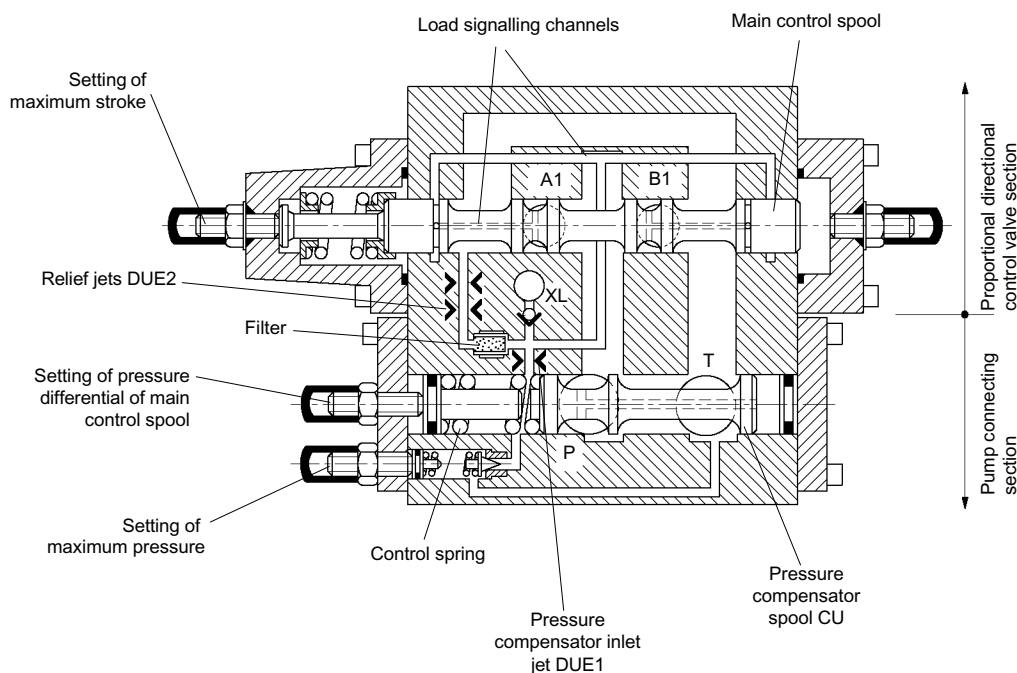 Load signalling channels
Main control spool
Setting of
maximum stroke
A1
B1
Proportional directional
control valve section
Relief jets DUE2
XL
Filter
T
Setting of pressure
differential of main
control spool
P
Pump connecting
section
Setting of
maximum pressure
Control spring
Pressure
compensator inlet
jet DUE1
Pressure
compensator
spool CU